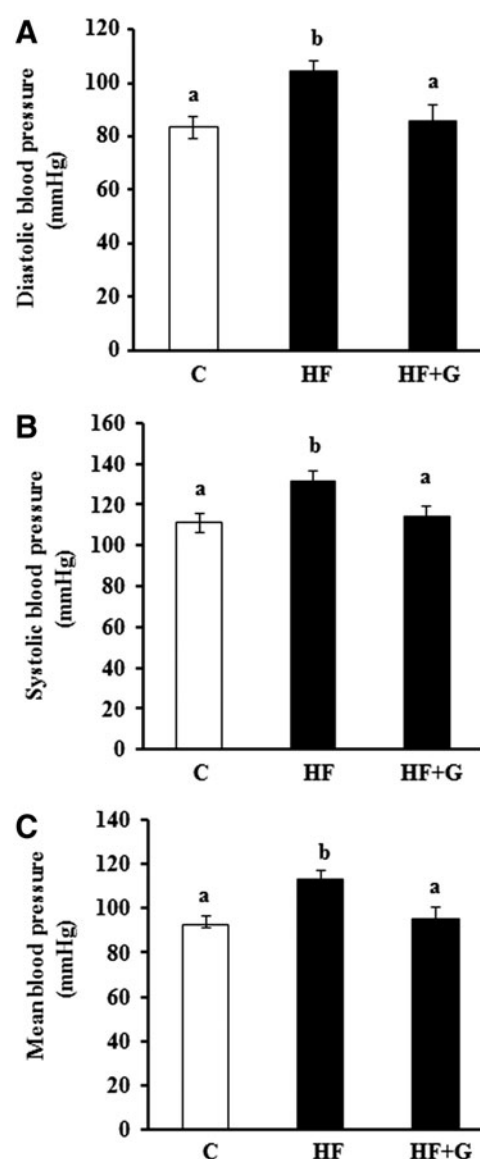 A
Diastolic blood pressure
(mmHg)
120
100
80
60
40
20
0
a
b
a
C
HF
HF+G
B
Systolic blood pressure
(mmHg)
160
140
120
100
80
60
40
20
0
a
b
a
C
HF
HF+G
C
Mean blood pressure
(mmHg)
140
120
100
80
60
40
20
0
a
b
a
C
HF
HF+G